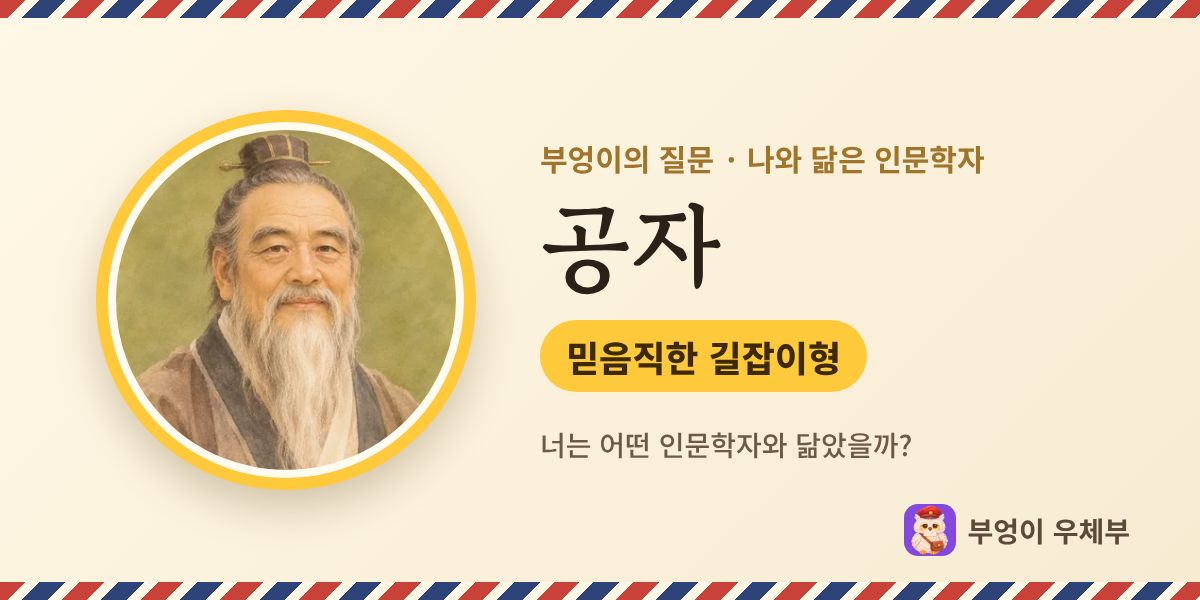 부엉이의 질문 · 나와 닮은 인문학자
공자
믿음직한 길잡이형
너는 어떤 인문학자와 닮았을까?
부엉이 우체부